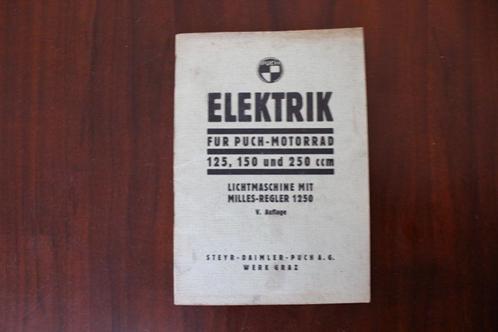 PUCH
ELEKTRIK
FÜR PUCH-MOTORRAD
125, 150 und 250 ccm
LICHTMASCHINE MIT
MILLES-REGLER 1250
V. Auflage
STEYR-DAIMLER-PUCH A.G.
WERK GRAZ